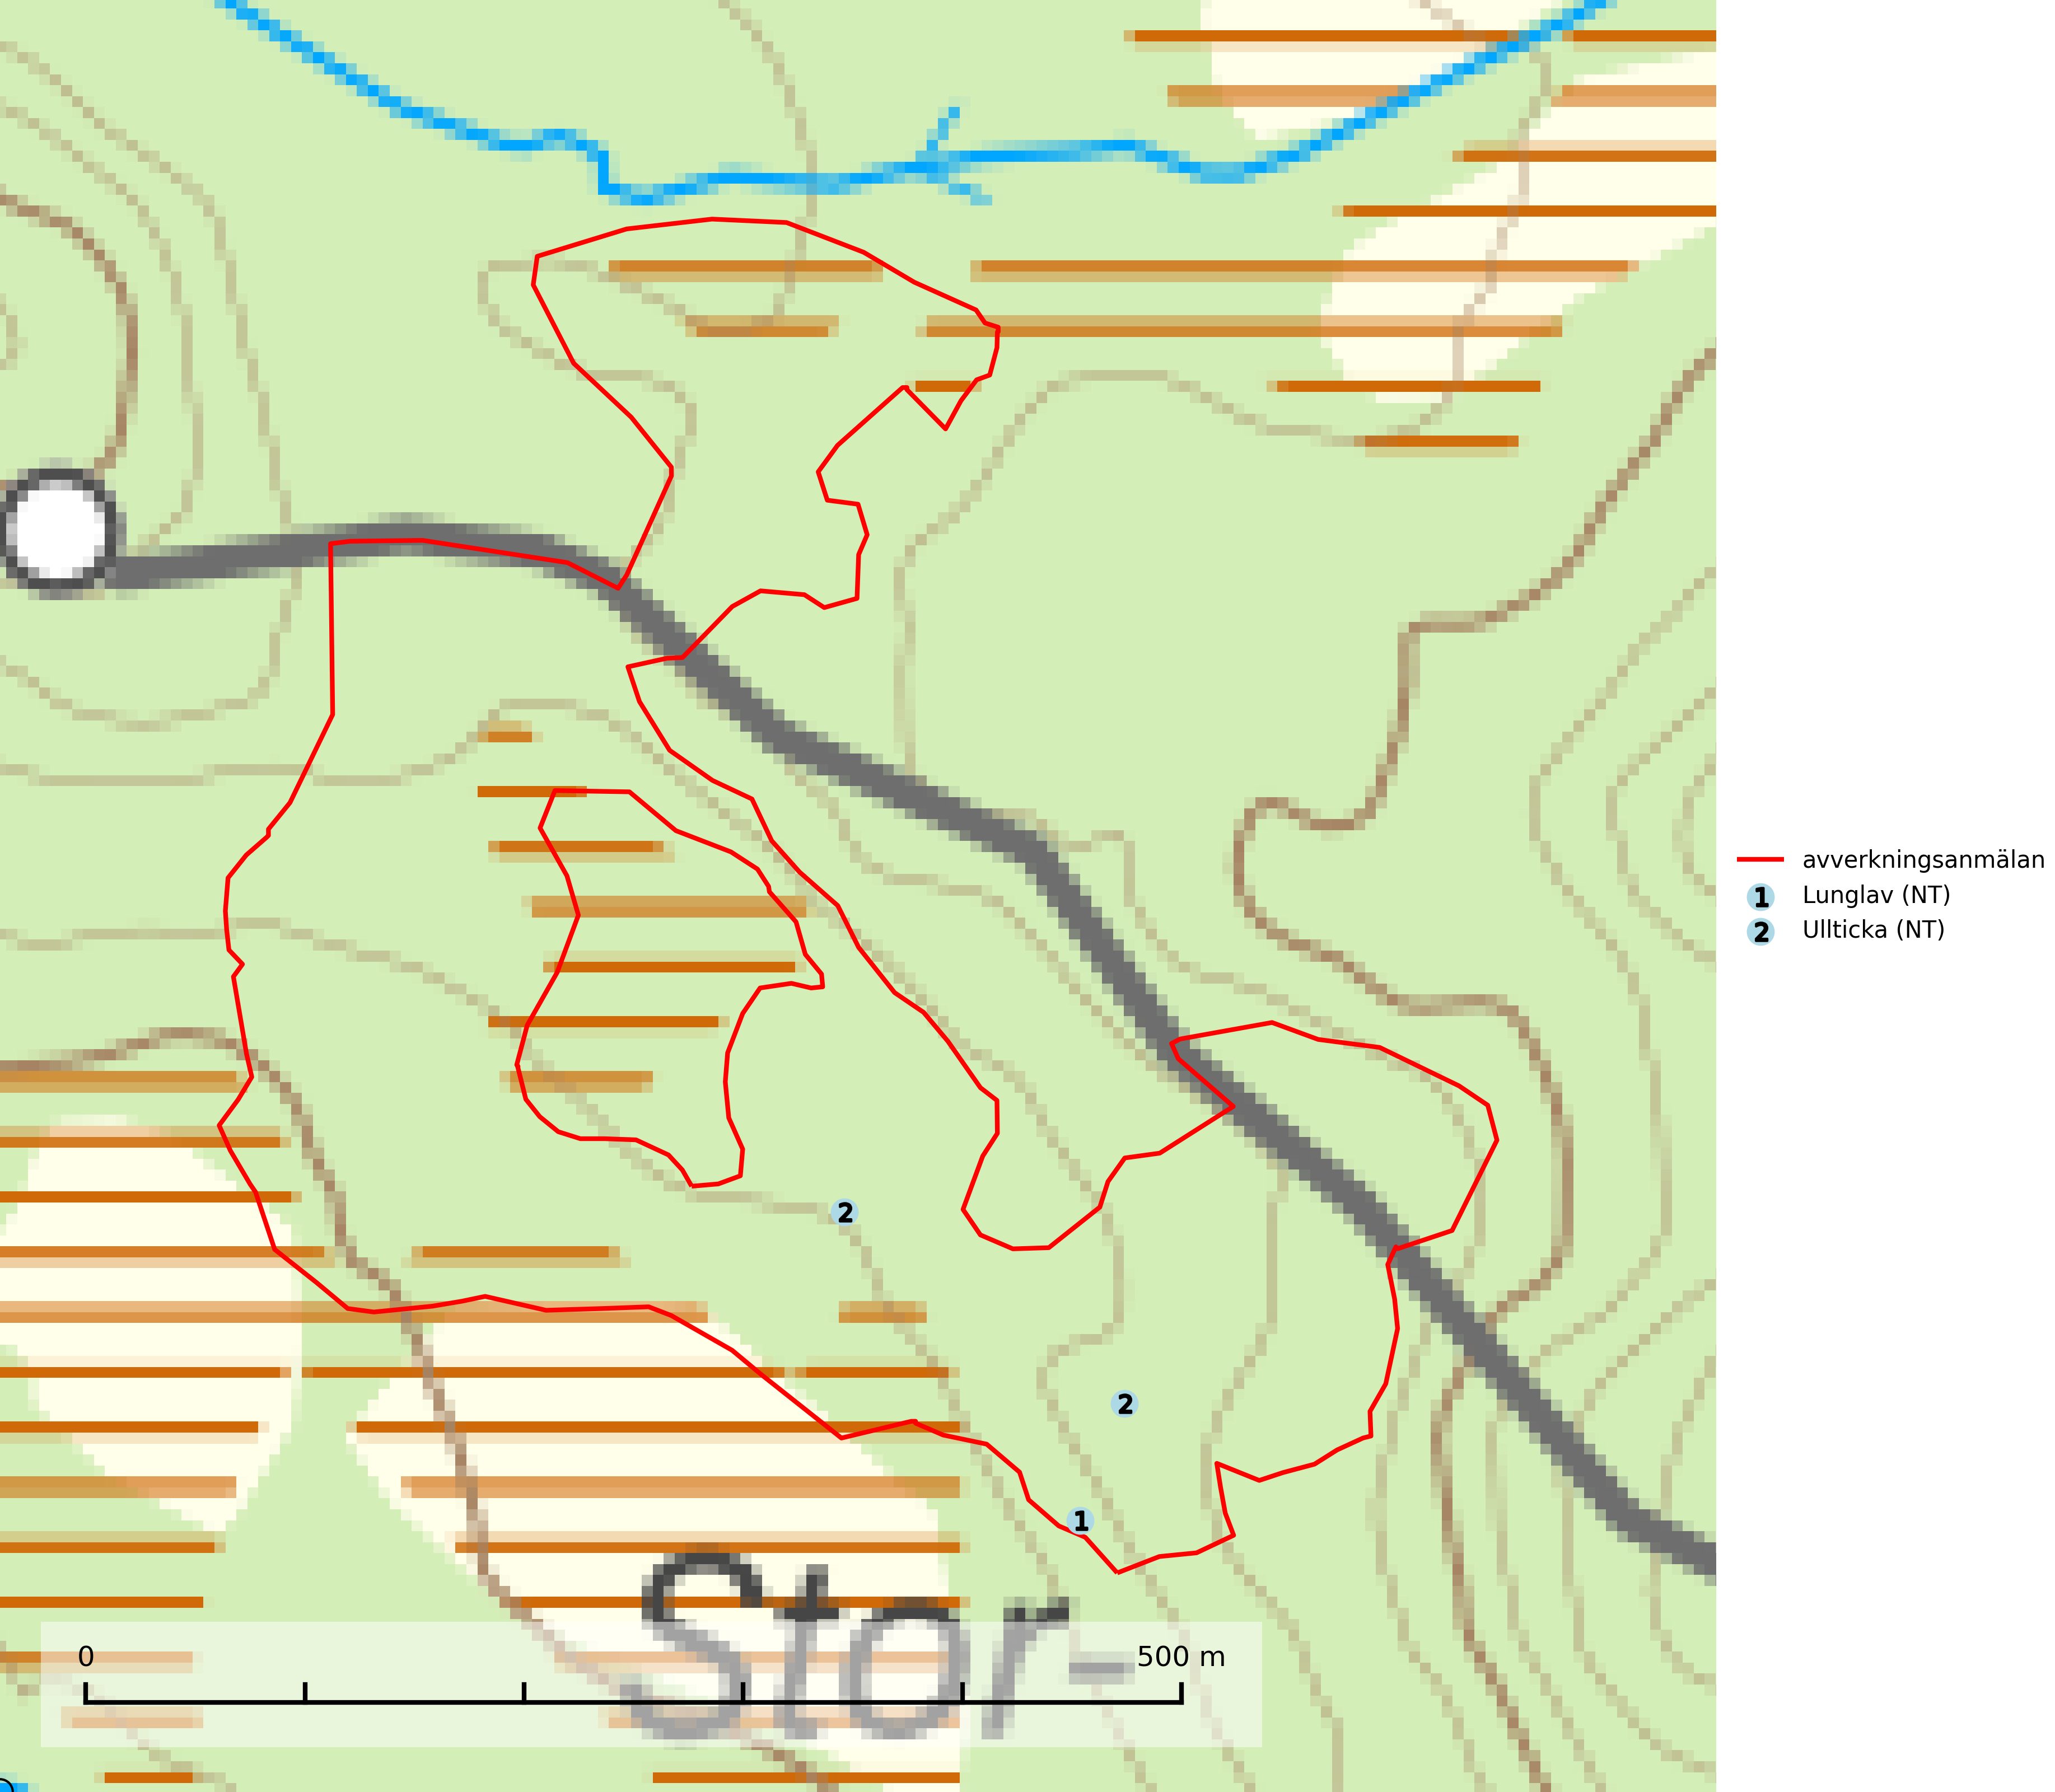 avverkningsanmälan
1 Lunglav (NT)
2 Ullticka (NT)
2
2
1
Stor-
0 500 m